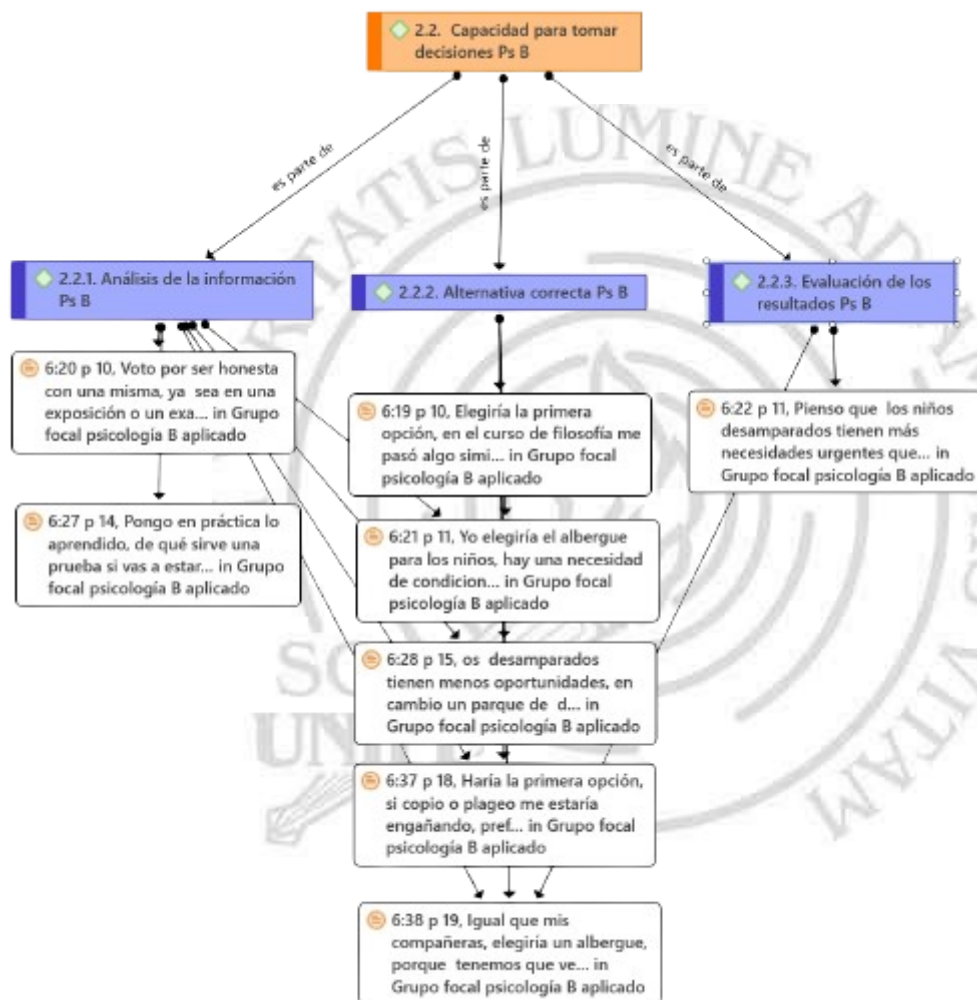 2.2. Capacidad para tomar
decisiones Ps B
es parte de
es parte de
es parte de
2.2.1. Análisis de la información
Ps B
2.2.2. Alternativa correcta Ps B
2.2.3. Evaluación de los
resultados Ps B
6:20 p 10, Voto por ser honesta
con una misma, ya sea en una
exposición o un exa... in Grupo
focal psicología B aplicado
6:27 p 14, Pongo en práctica lo
aprendido, de qué sirve una
prueba si vas a estar... in Grupo
focal psicología B aplicado
6:19 p 10, Elegiría la primera
opción, en el curso de filosofía me
pasó algo simi... in Grupo focal
psicología B aplicado
6:21 p 11, Yo elegiría el albergue
para los niños, hay una necesidad
de condicion... in Grupo focal
psicología B aplicado
6:28 p 15, os desamparados
tienen menos oportunidades, en
cambio un parque de d... in
Grupo focal psicología B aplicado
6:37 p 18, Haría la primera opción,
si copio o plageo me estaría
engañando, pref... in Grupo focal
psicología B aplicado
6:38 p 19, Igual que mis
compañeras, elegiría un albergue,
porque tenemos que ve... in
Grupo focal psicología B aplicado
6:22 p 11, Pienso que los niños
desamparados tienen más
necesidades urgentes que... in
Grupo focal psicología B aplicado
LUMINE